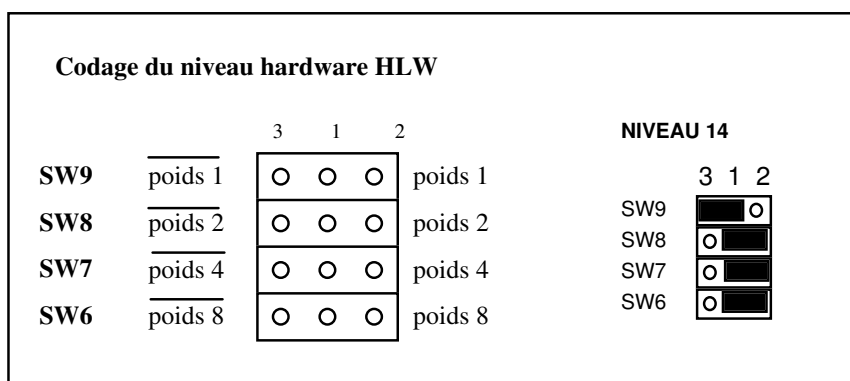 Codage du niveau hardware HLW
3 1 2
SW9 poids 1 poids 1
SW8 poids 2 poids 2
SW7 poids 4 poids 4
SW6 poids 8 poids 8
NIVEAU 14
3 1 2
SW9
SW8
SW7
SW6